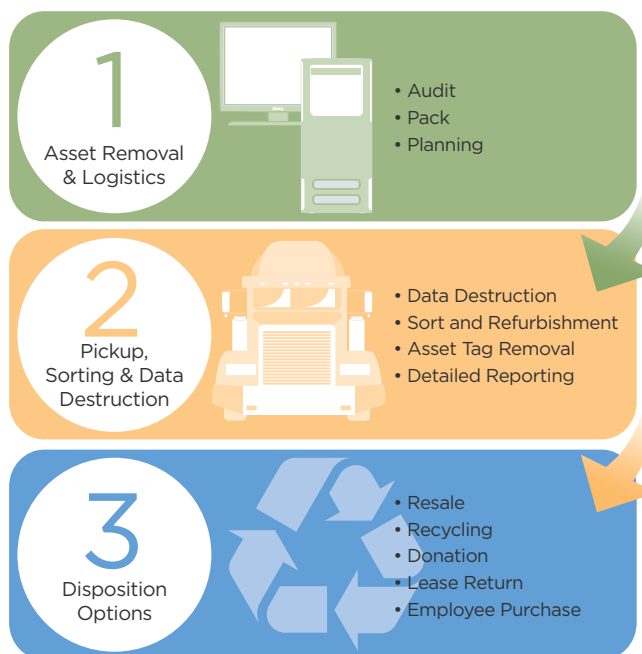 1
Asset Removal
& Logistics
DELL
• Audit
• Pack
• Planning
2
Pickup,
Sorting & Data
Destruction
• Data Destruction
• Sort and Refurbishment
• Asset Tag Removal
• Detailed Reporting
3
Disposition
Options
• Resale
• Recycling
• Donation
• Lease Return
• Employee Purchase